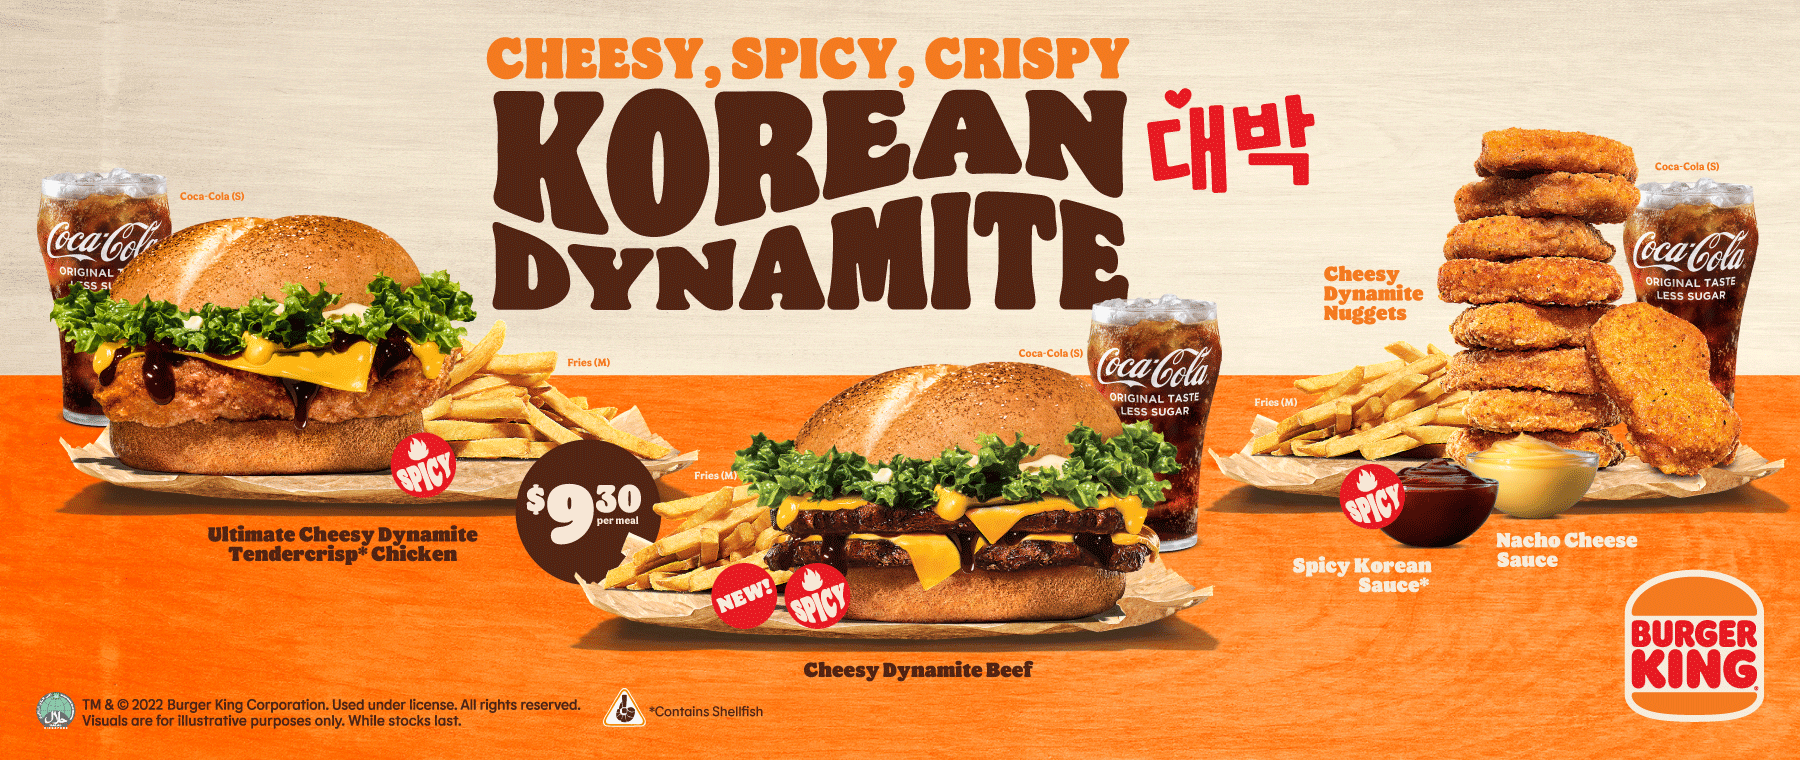 CHEESY, SPICY, CRISPY
KOREAN
대박
DYNAMITE
Coca-Cola (S)
Coca-Cola
ORIGINAL T
LESS SU
Fries (M)
SPICY
Ultimate Cheesy Dynamite
Tendercrisp* Chicken
$9.30
per meal
Coca-Cola (S)
Coca-Cola
ORIGINAL TASTE
LESS SUGAR
Fries (M)
NEW!
SPICY
Cheesy Dynamite Beef
Coca-Cola (S)
Coca-Cola
ORIGINAL TASTE
LESS SUGAR
Cheesy
Dynamite
Nuggets
Fries (M)
SPICY
Spicy Korean
Sauce*
Nacho Cheese
Sauce
BURGER
KING
TM & © 2022 Burger King Corporation. Used under license. All rights reserved.
Visuals are for illustrative purposes only. While stocks last.
*Contains Shellfish